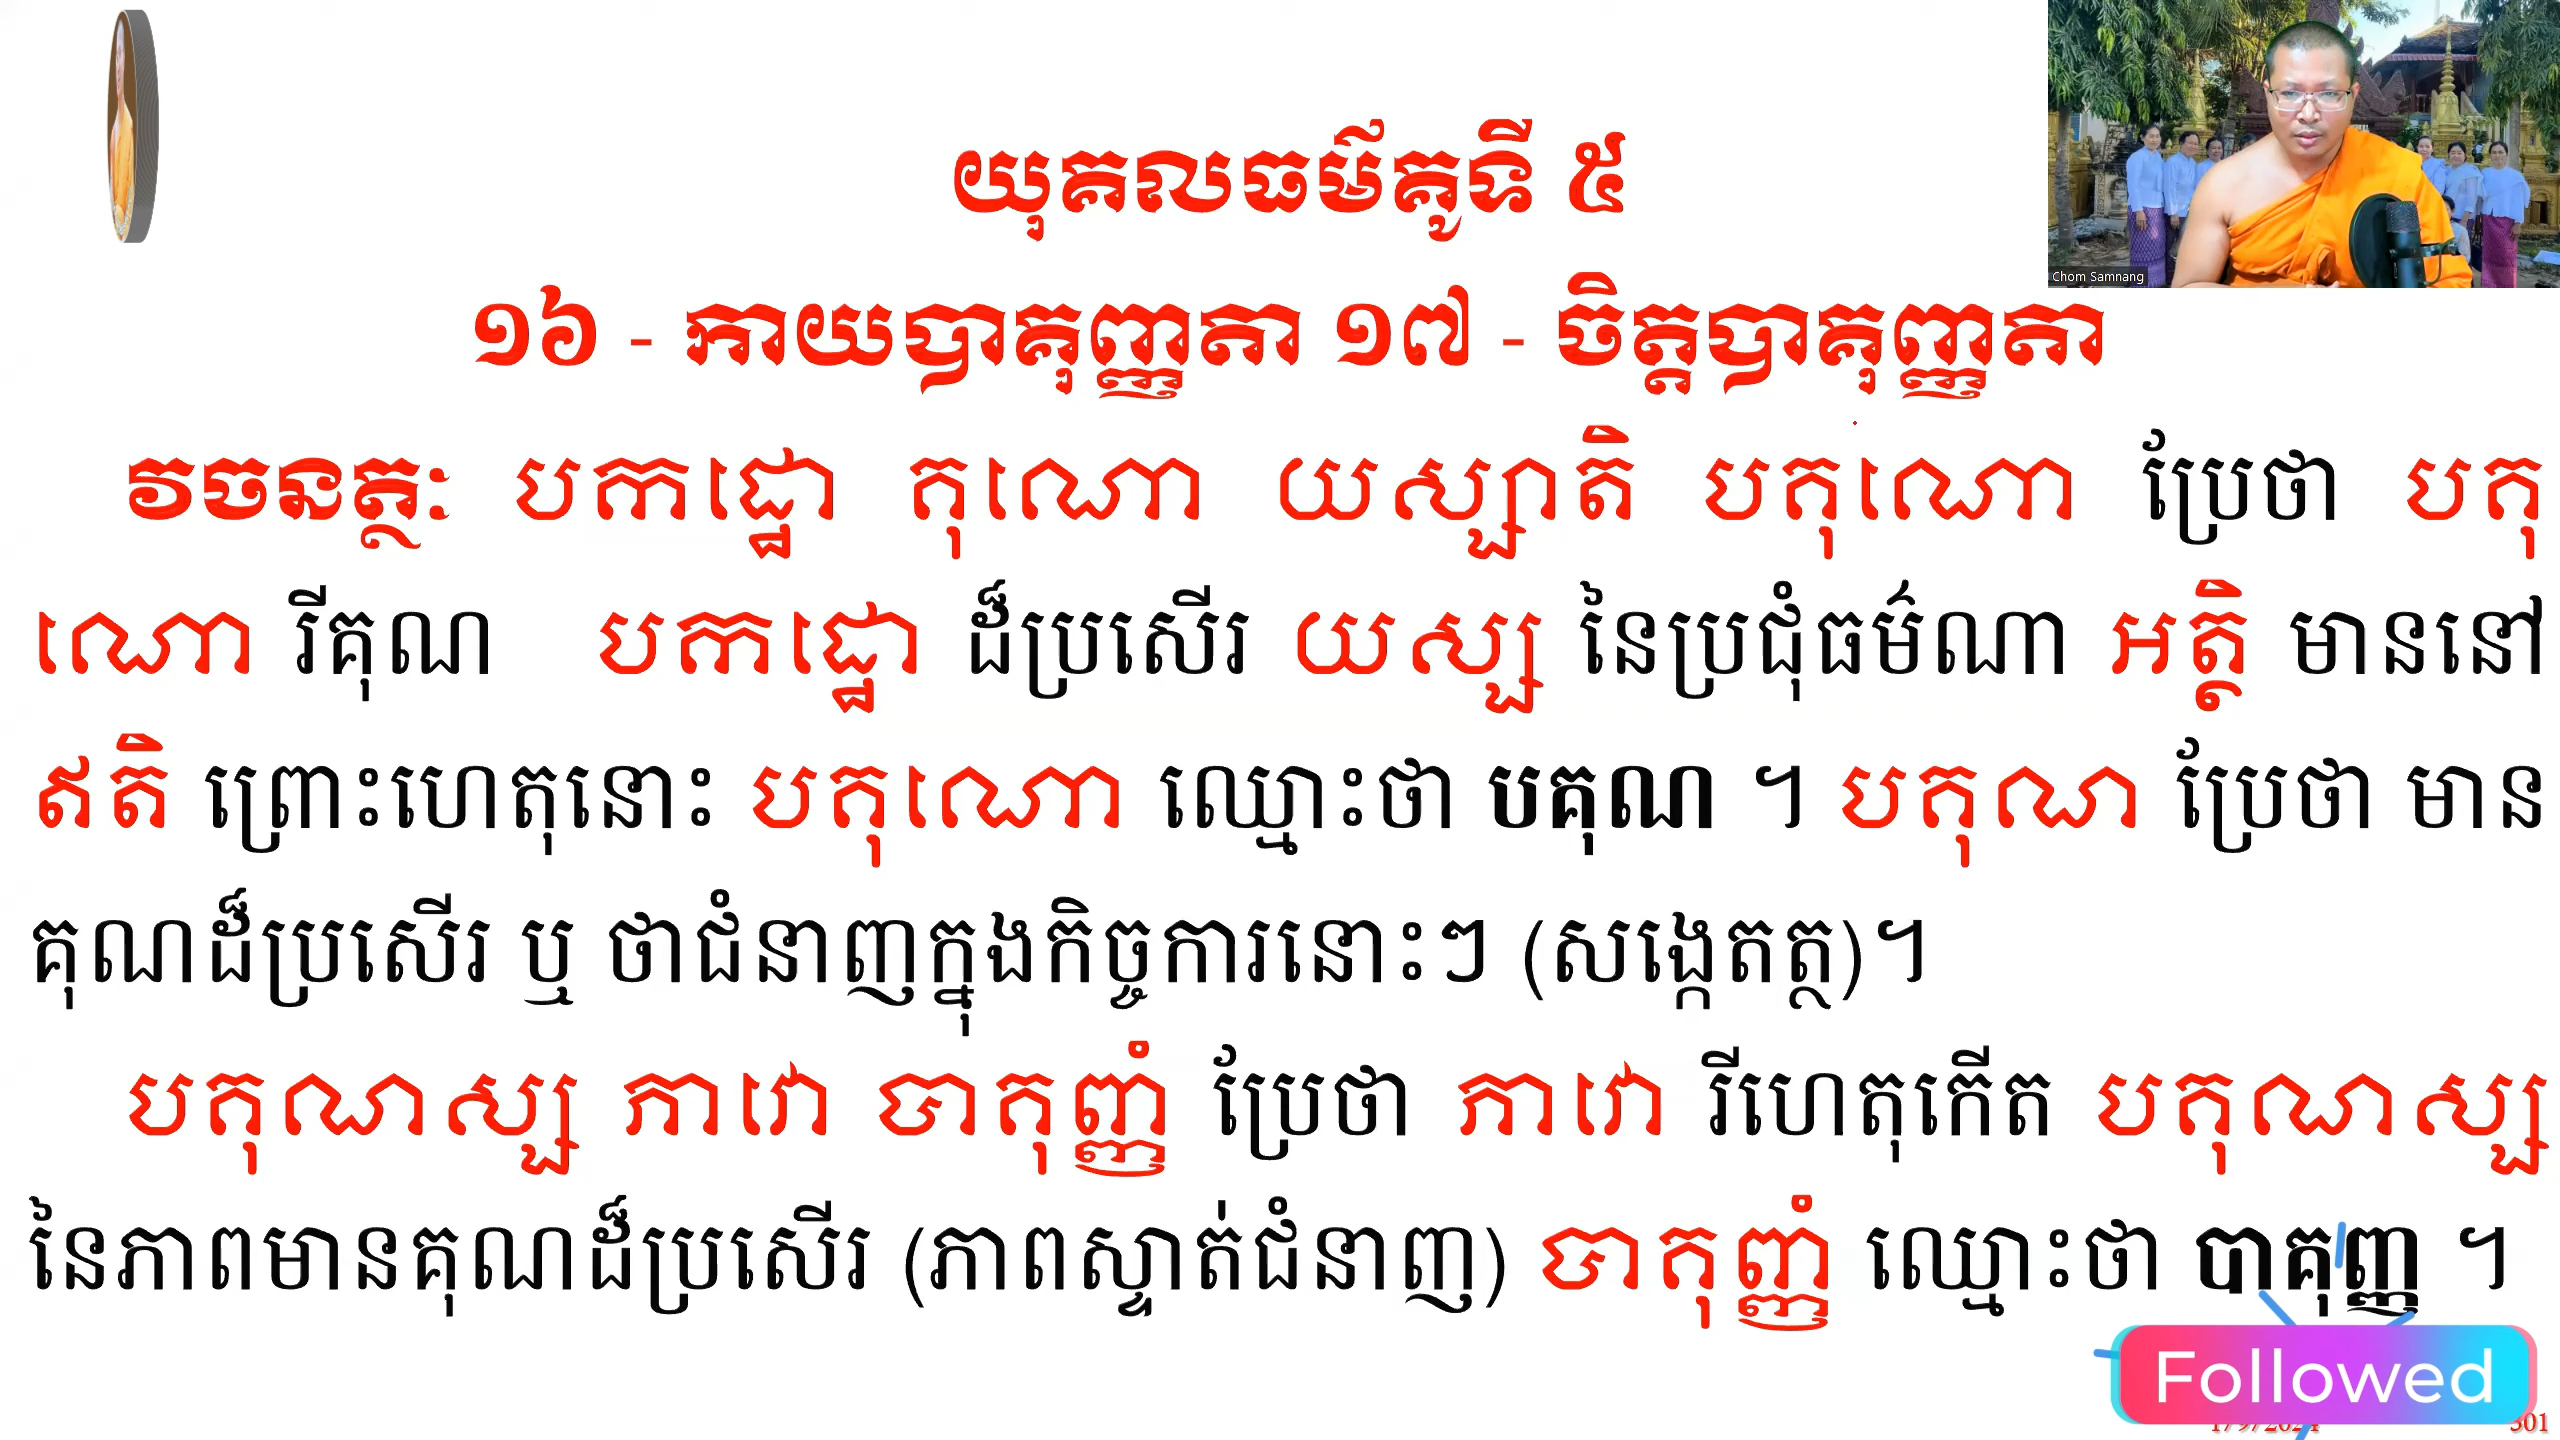 Chom Samnang
យុគលធម៌គូទី ៥
១៦ - កាយបាគុញ្ញតា ១៧ - ចិត្តបាគុញ្ញតា
វចនត្ថៈ បកដ្ឋោ គុណោ យស្សាតិ បគុណោ ប្រែថា បគុ
ណោ រីគុណ បកដ្ឋោ ដ៏ប្រសើរ យស្ស នៃប្រជុំធម៌ណា អត្ថិ មាននៅ
ឥតិ ព្រោះហេតុនោះ បគុណោ ឈ្មោះថា បគុណ ។ បគុណ ប្រែថា មាន
គុណដ៏ប្រសើរ ឬ ថាជំនាញក្នុងកិច្ចការនោះៗ (សង្កេតត្ថ)។
បគុណស្ស ភាវោ បាគុញ្ញំ ប្រែថា ភាវោ រីហេតុកើត បគុណស្ស
នៃភាពមានគុណដ៏ប្រសើរ (ភាពស្ទាត់ជំនាញ) បាគុញ្ញំ ឈ្មោះថា បាគុញ្ញ ។
Followed
301